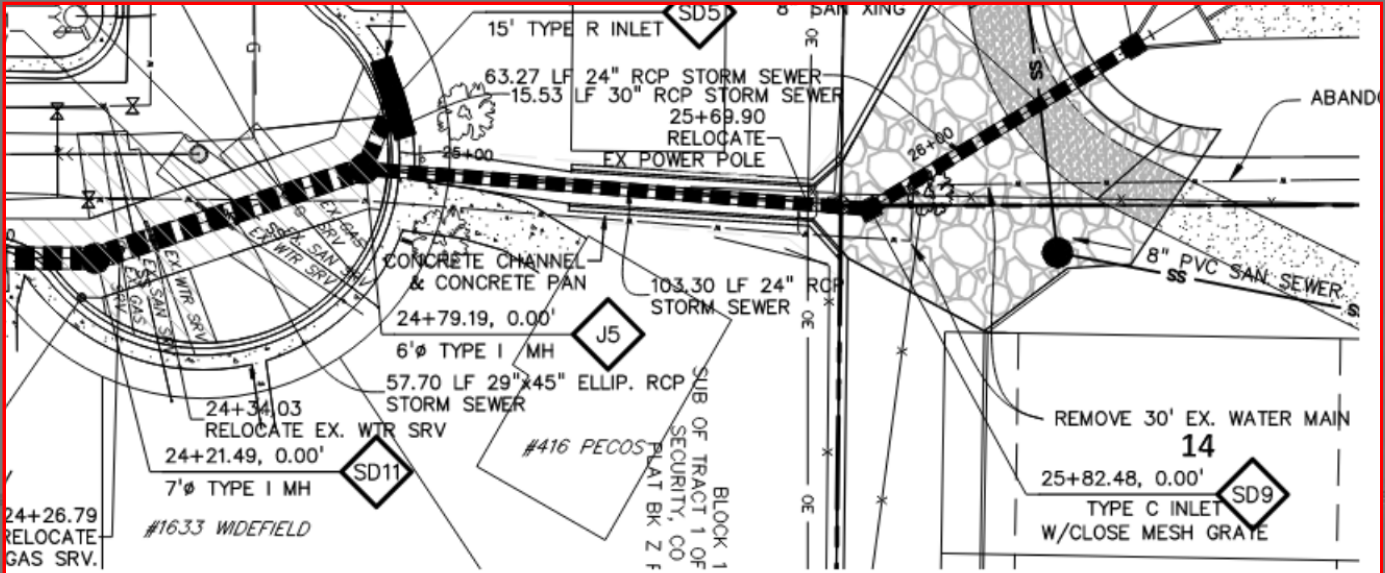 SD5
8" SAN XING
15' TYPE R INLET
G
OE
SS
63.27 LF 24" RCP STORM SEWER
15.53 LF 30" RCP STORM SEWER
25+69.90
RELOCATE
EX POWER POLE
25+00
26+00
EX GAS
SRV
EX SAN SRV
EX WTR SRV
EX WTR SRV
EX SAN SRV
EX GAS
SRV
CONCRETE CHANNEL
& CONCRETE PAN
8" PVC SAN SEWER
SS
103.30 LF 24" RCP
STORM SEWER
24+79.19, 0.00'
6'ø TYPE I MH
J5
OE
57.70 LF 29"x45" ELLIP. RCP
STORM SEWER
24+34.03
RELOCATE EX. WTR SRV
24+21.49, 0.00'
7'ø TYPE I MH
SD11
#416 PECOS
REMOVE 30' EX. WATER MAIN
14
25+82.48, 0.00'
TYPE C INLET
W/CLOSE MESH GRATE
SD9
24+26.79
RELOCATE
GAS SRV.
#1633 WIDEFIELD
BLOCK 1
SUB OF TRACT 1 OF
SECURITY, CO
PLAT BK Z
OE